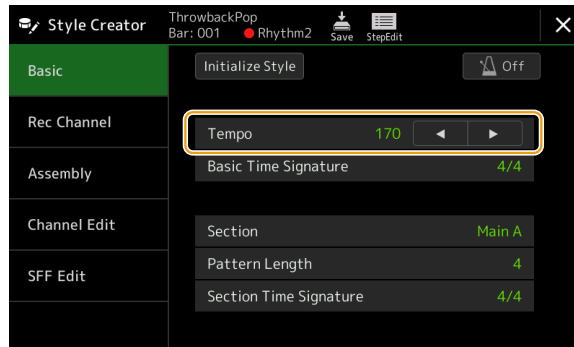 Style Creator
ThrowbackPop
Bar: 001 Rhythm2
Save
StepEdit
Basic
Initialize Style
Off
Rec Channel
Tempo 170
Assembly
Basic Time Signature 4/4
Channel Edit
Section Main A
Pattern Length 4
SFF Edit
Section Time Signature 4/4